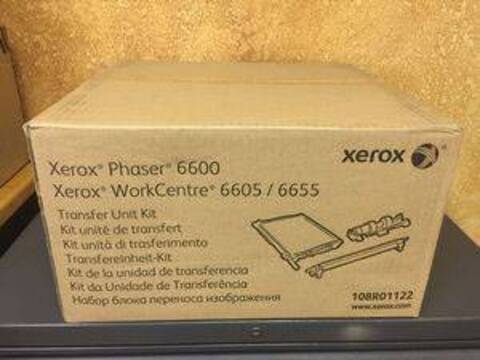 Xerox® Phaser® 6600
Xerox® WorkCentre® 6605 / 6655
xerox
Transfer Unit Kit
Kit unité de transfert
Kit unità di trasferimento
Transfereinheit-Kit
Kit de la unidad de transferencia
Kit da Unidade de Transferência
Набор блока переноса изображения
108R01122
www.xerox.com